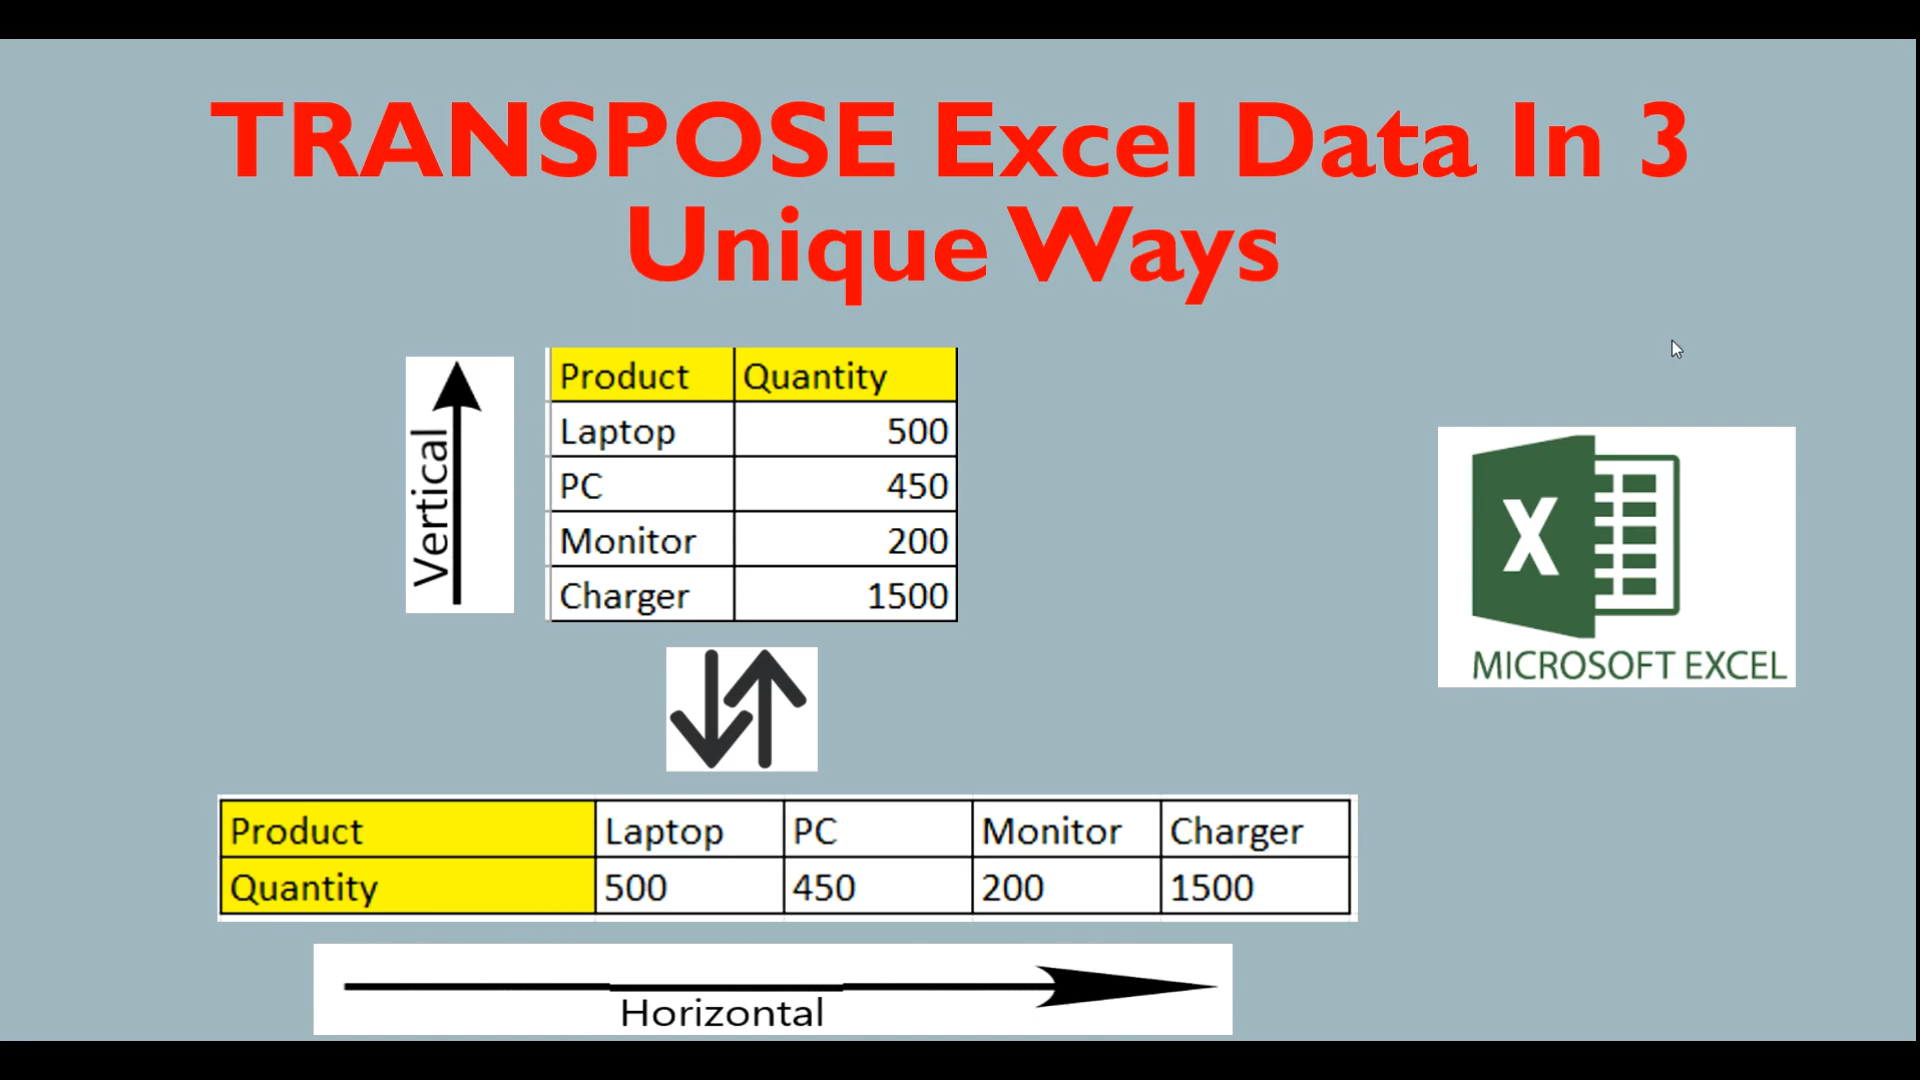 TRANSPOSE Excel Data In 3
Unique Ways
Vertical
Product Quantity
Laptop 500
PC 450
Monitor 200
Charger 1500
X
MICROSOFT EXCEL
Product Laptop PC Monitor Charger
Quantity 500 450 200 1500
Horizontal